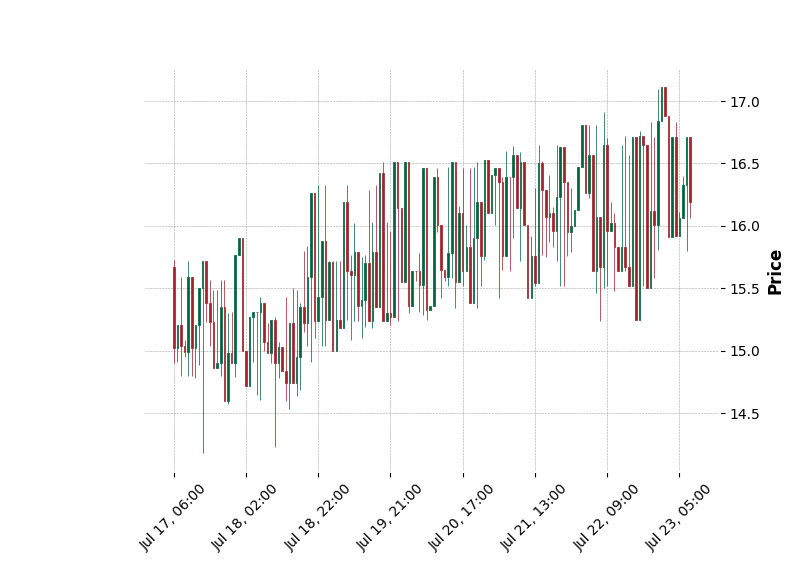 17.0
16.5
16.0
15.5
15.0
14.5
Price
Jul 17, 06:00
Jul 18, 02:00
Jul 18, 22:00
Jul 19, 21:00
Jul 20, 17:00
Jul 21, 13:00
Jul 22, 09:00
Jul 23, 05:00